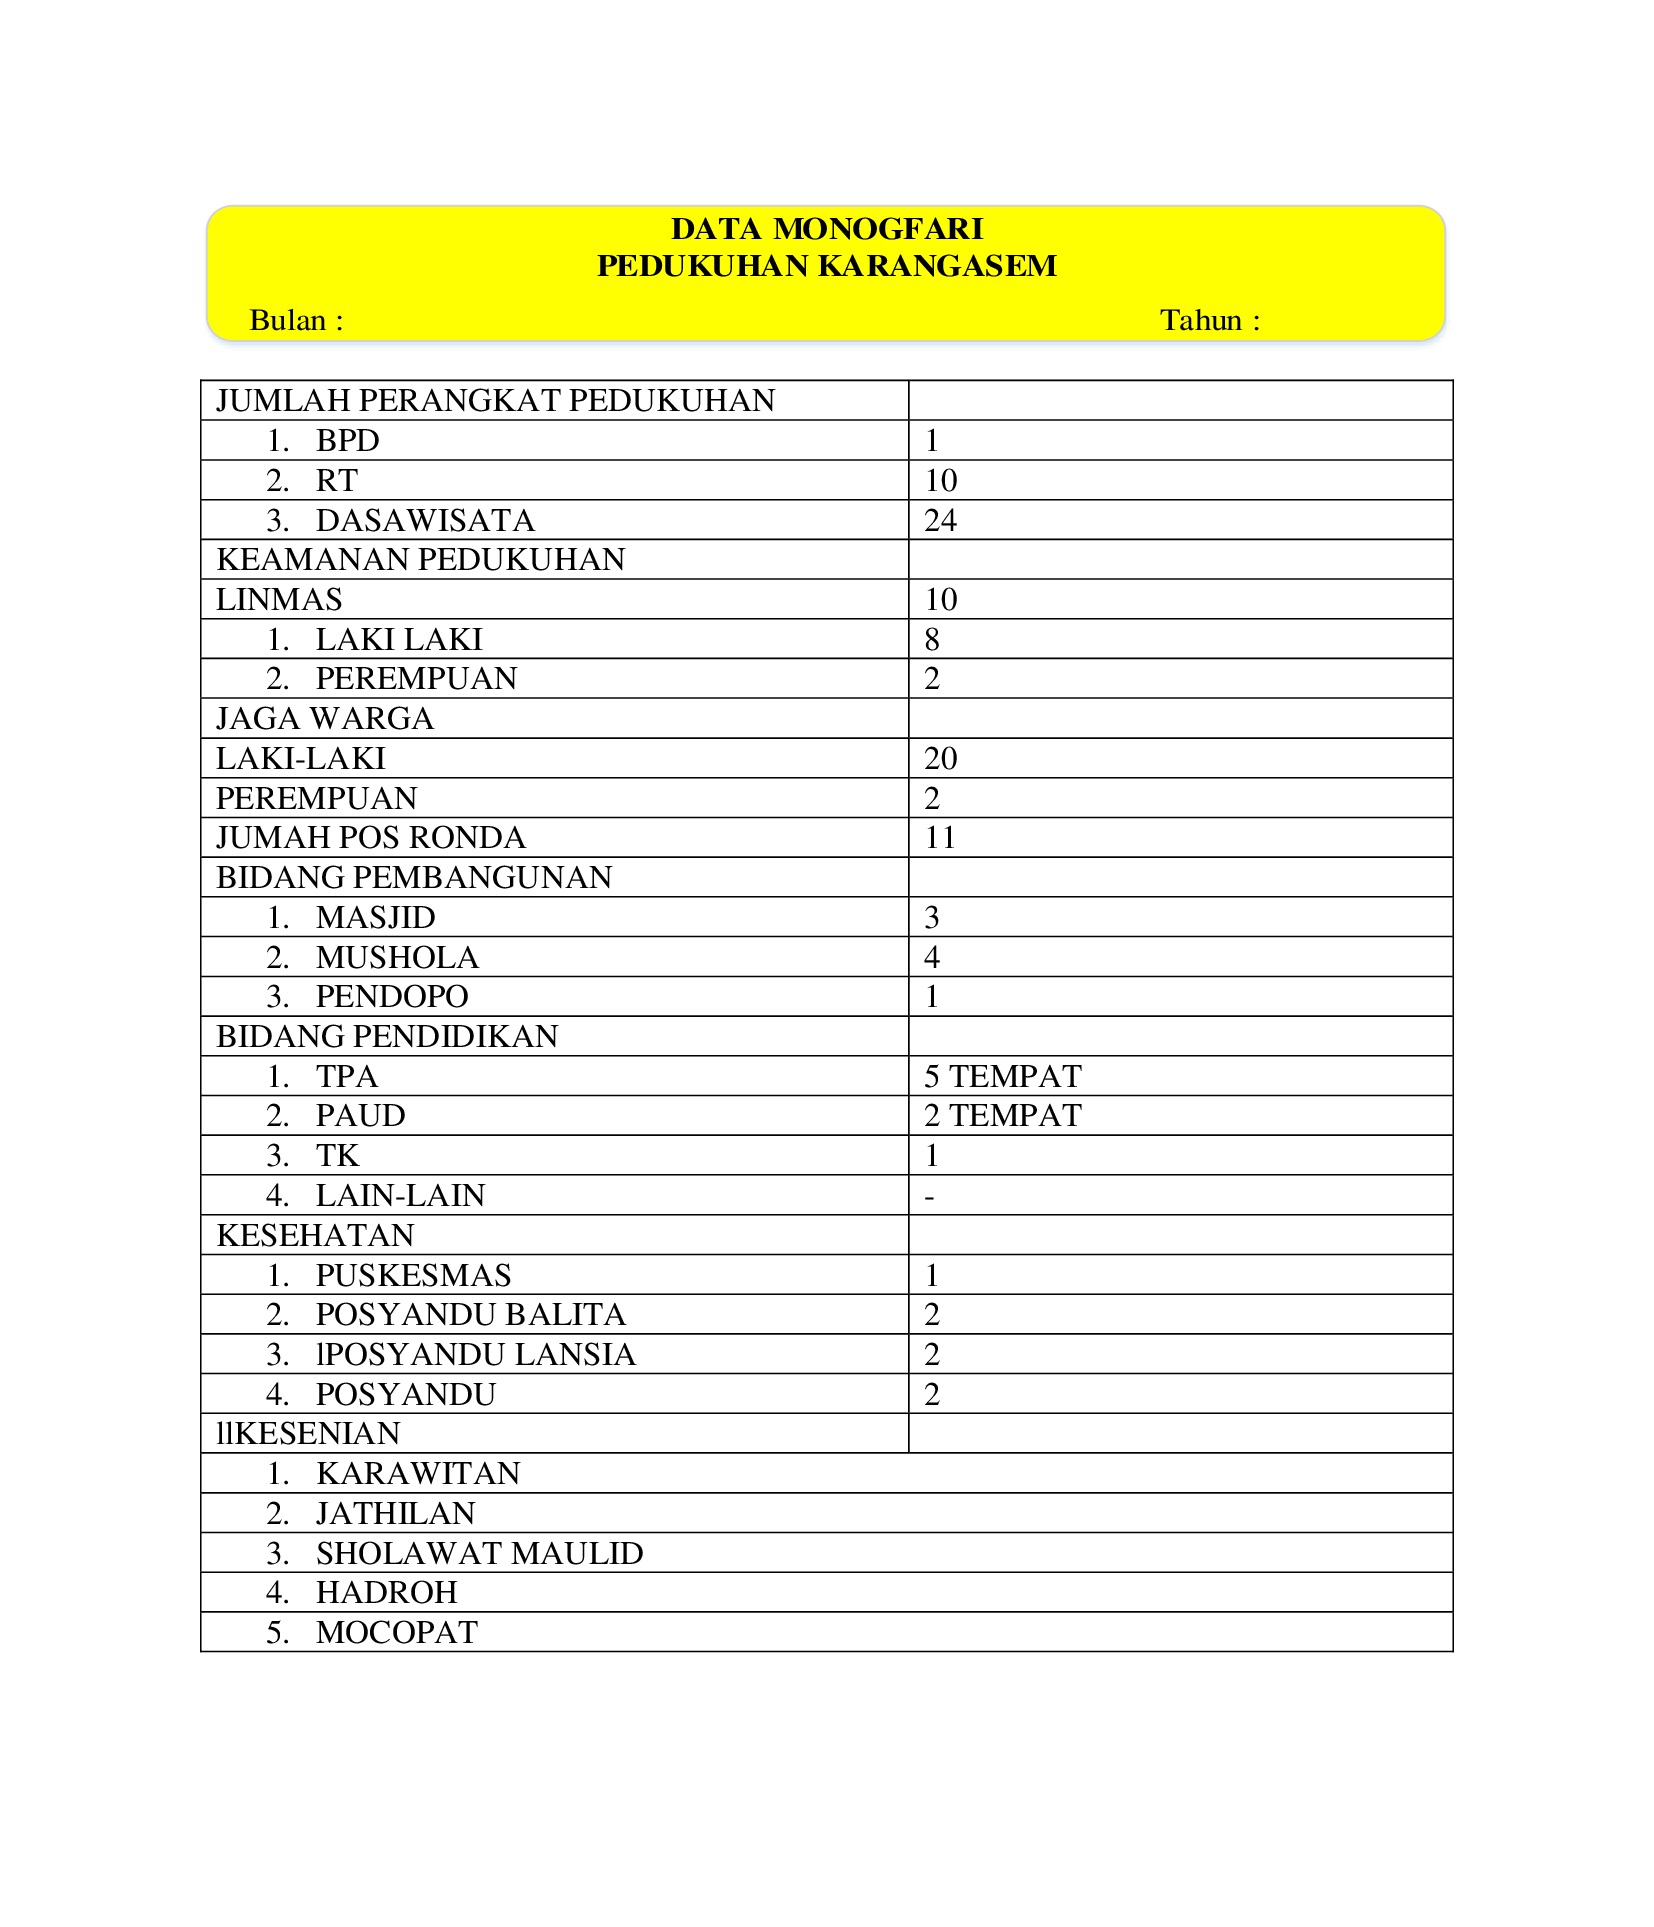 DATA MONOGFARI
PEDUKUHAN KARANGASEM
Bulan : Tahun :
JUMLAH PERANGKAT PEDUKUHAN
1. BPD 1
2. RT 10
3. DASAWISATA 24
KEAMANAN PEDUKUHAN
LINMAS 10
1. LAKI LAKI 8
2. PEREMPUAN 2
JAGA WARGA
LAKI-LAKI 20
PEREMPUAN 2
JUMAH POS RONDA 11
BIDANG PEMBANGUNAN
1. MASJID 3
2. MUSHOLA 4
3. PENDOPO 1
BIDANG PENDIDIKAN
1. TPA 5 TEMPAT
2. PAUD 2 TEMPAT
3. TK 1
4. LAIN-LAIN -
KESEHATAN
1. PUSKESMAS 1
2. POSYANDU BALITA 2
3. lPOSYANDU LANSIA 2
4. POSYANDU 2
llKESENIAN
1. KARAWITAN
2. JATHILAN
3. SHOLAWAT MAULID
4. HADROH
5. MOCOPAT